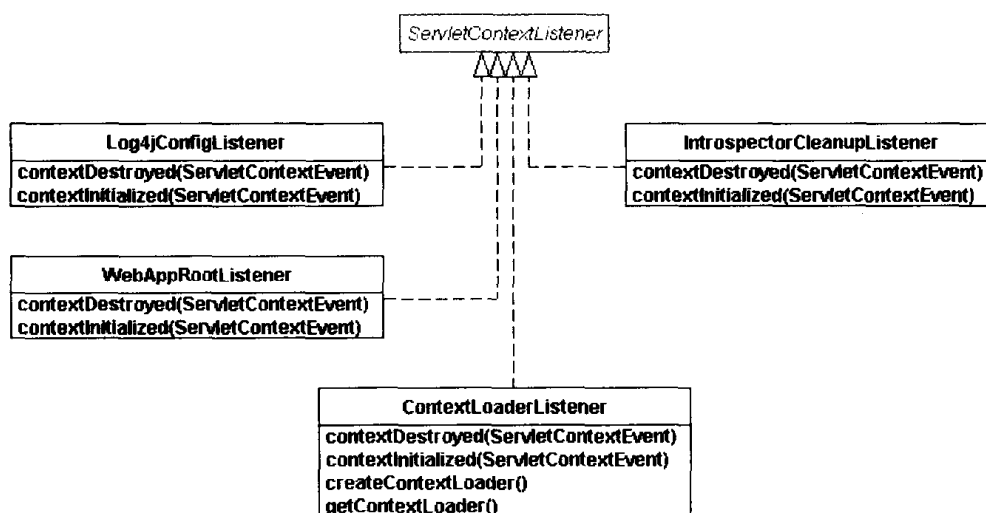 ServletContextListener
Log4jConfigListener
contextDestroyed(ServletContextEvent)
contextInitialized(ServletContextEvent)
IntrospectorCleanupListener
contextDestroyed(ServletContextEvent)
contextInitialized(ServletContextEvent)
WebAppRootListener
contextDestroyed(ServletContextEvent)
contextInitialized(ServletContextEvent)
ContextLoaderListener
contextDestroyed(ServletContextEvent)
contextInitialized(ServletContextEvent)
createContextLoader()
getContextLoader()